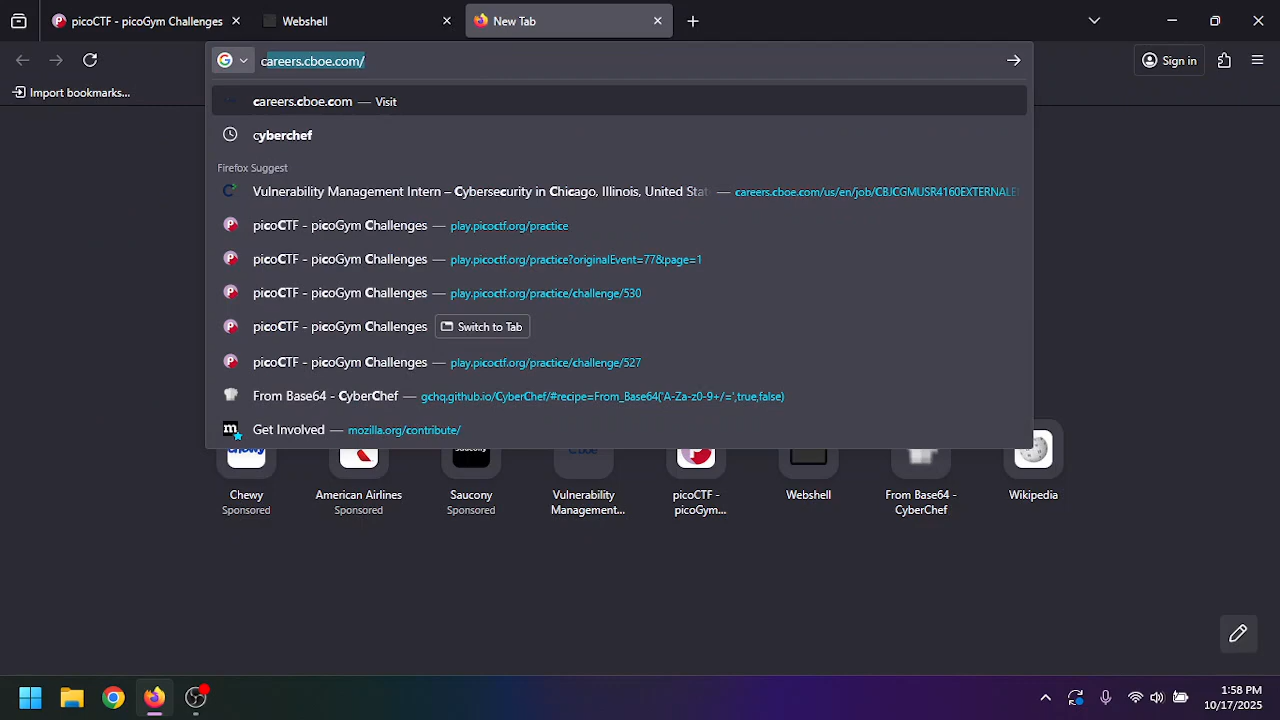 picoCTF - picoGym Challenges
Webshell
New Tab
careers.cboe.com/
Sign in
Import bookmarks...
careers.cboe.com — Visit
cyberchef
Firefox Suggest
Vulnerability Management Intern – Cybersecurity in Chicago, Illinois, United Stat — careers.cboe.com/us/en/job/CBJCGMUSR4160EXTERNALE
picoCTF - picoGym Challenges — play.picoctf.org/practice
picoCTF - picoGym Challenges — play.picoctf.org/practice?originalEvent=77&page=1
picoCTF - picoGym Challenges — play.picoctf.org/practice/challenge/530
picoCTF - picoGym Challenges Switch to Tab
picoCTF - picoGym Challenges — play.picoctf.org/practice/challenge/527
From Base64 - CyberChef — gchq.github.io/CyberChef/#recipe=From_Base64('A-Za-z0-9+/=',true,false)
Get Involved — mozilla.org/contribute/
Chewy
Sponsored
American Airlines
Sponsored
Saucony
Sponsored
Vulnerability
Management...
picoCTF -
picoGym...
Webshell
From Base64 -
CyberChef
Wikipedia
1:58 PM
10/17/2025